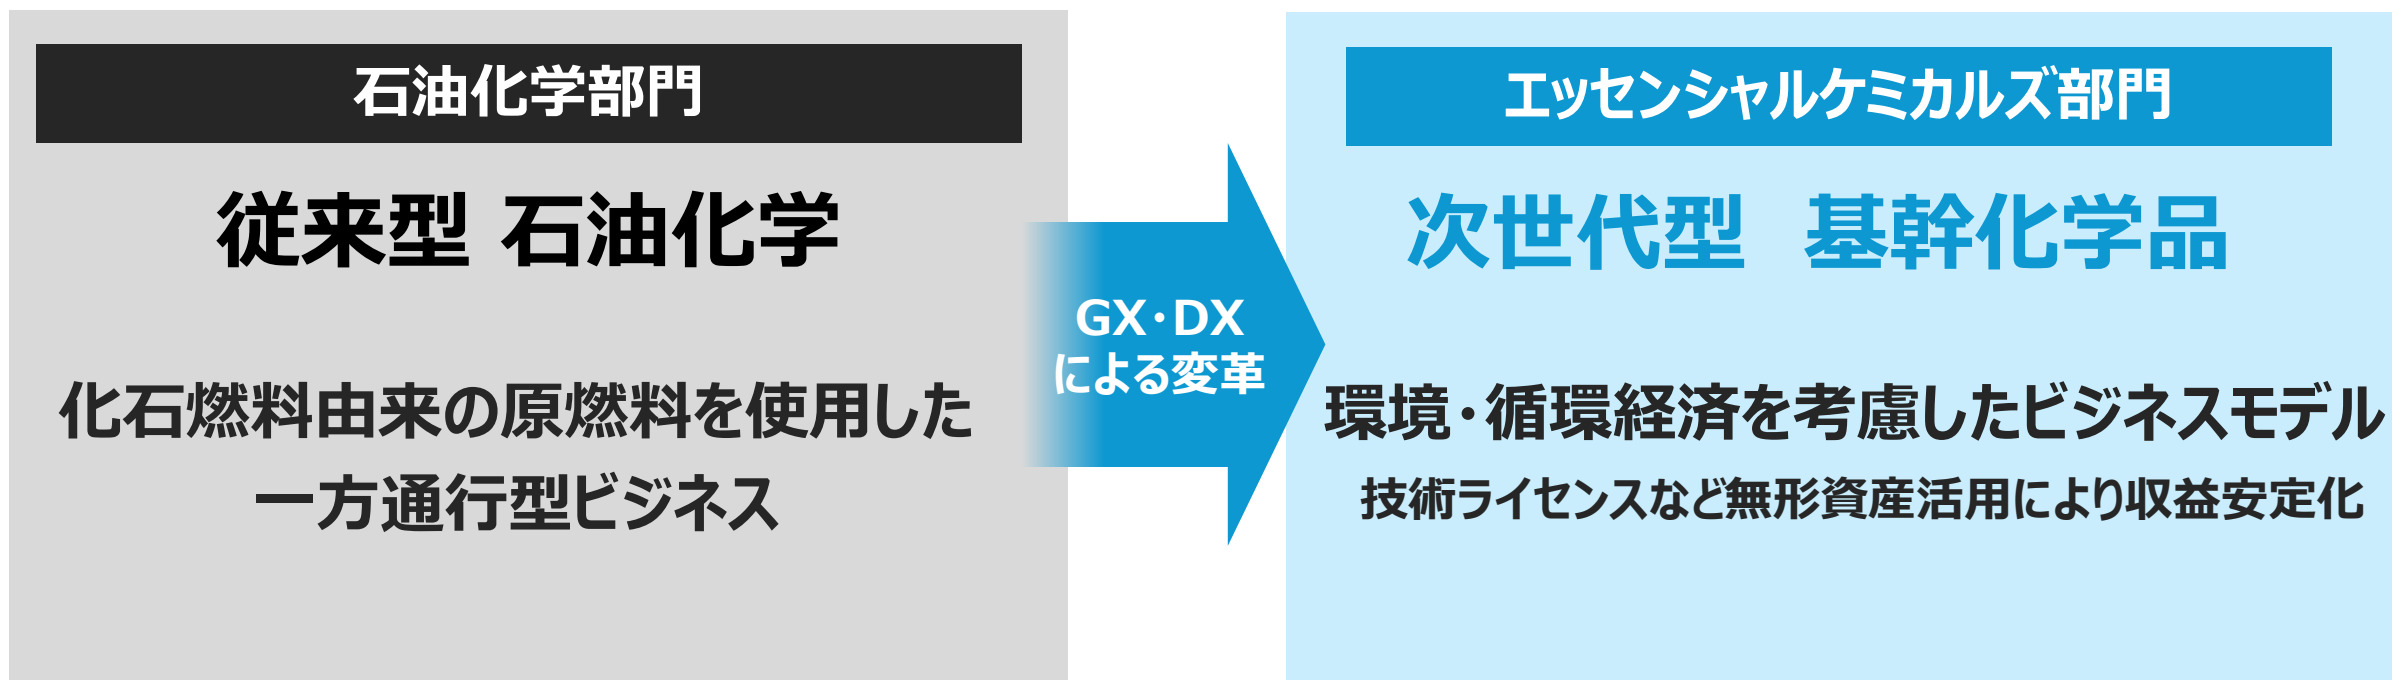 石油化学部門
従来型 石油化学
化石燃料由来の原燃料を使用した
一方通行型ビジネス
GX・DX
による変革
エッセンシャルケミカルズ部門
次世代型 基幹化学品
環境・循環経済を考慮したビジネスモデル
技術ライセンスなど無形資産活用により収益安定化